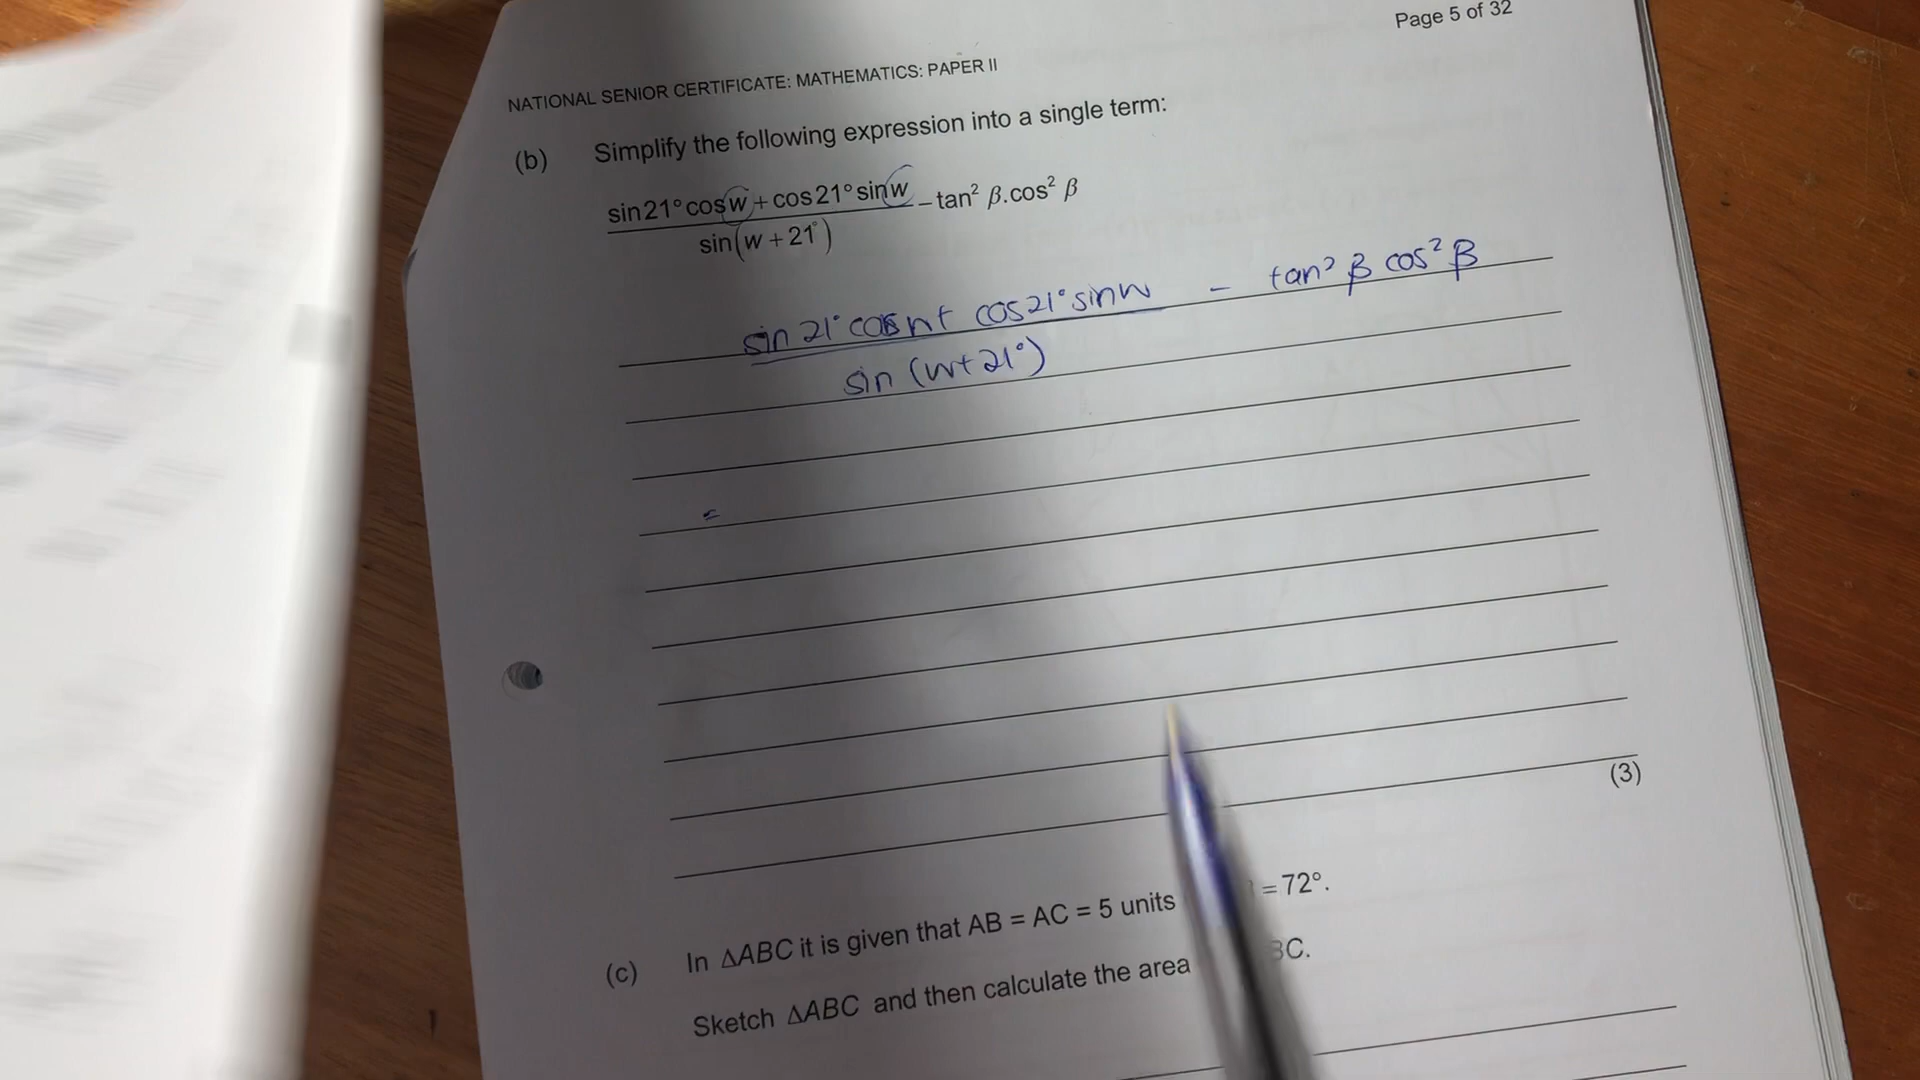 Page 5 of 32
NATIONAL SENIOR CERTIFICATE: MATHEMATICS: PAPER II
(b) Simplify the following expression into a single term:
sin21° cosw + cos21° sinw
sin(w + 21°)
– tan² β.cos² β
sin 21° cos w + cos21° sinw – tan² β cos² β
sin (w+21°)
=
(3)
(c) In ΔABC it is given that AB = AC = 5 units = 72°.
Sketch ΔABC and then calculate the area BC.